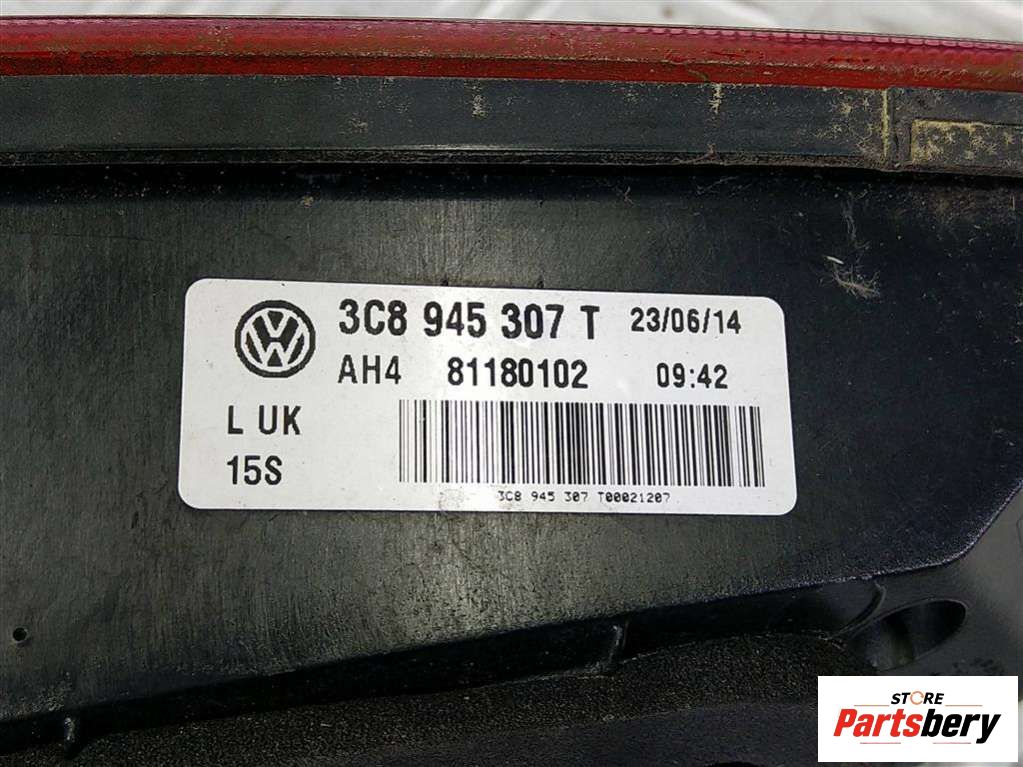 3C8 945 307 T 23/06/14
AH4 81180102 09:42
L UK
15S
3C8 945 307 T00021207
STORE
Partsbery